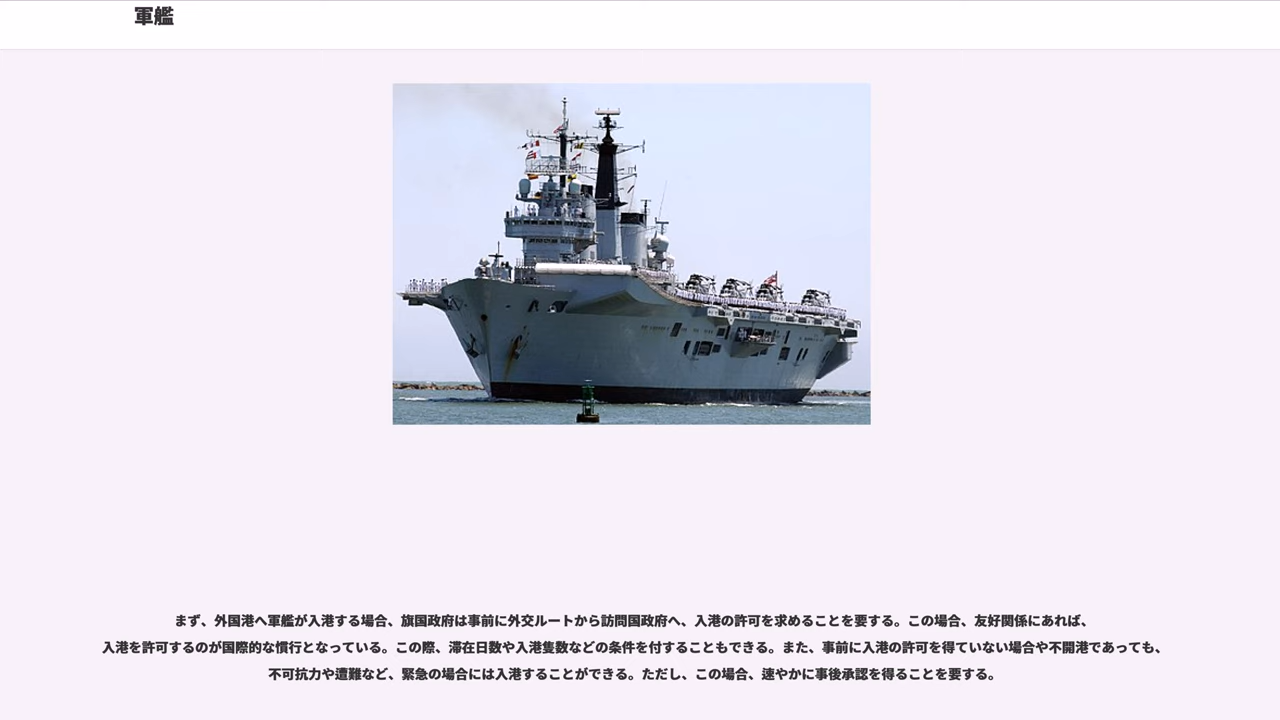 軍艦
まず、外国港へ軍艦が入港する場合、旗国政府は事前に外交ルートから訪問国政府へ、入港の許可を求めることを要する。この場合、友好関係にあれば、
入港を許可するのが国際的な慣行となっている。この際、滞在日数や入港隻数などの条件を付することもできる。また、事前に入港の許可を得ていない場合や不開港であっても、
不可抗力や遭難など、緊急の場合には入港することができる。ただし、この場合、速やかに事後承認を得ることを要する。